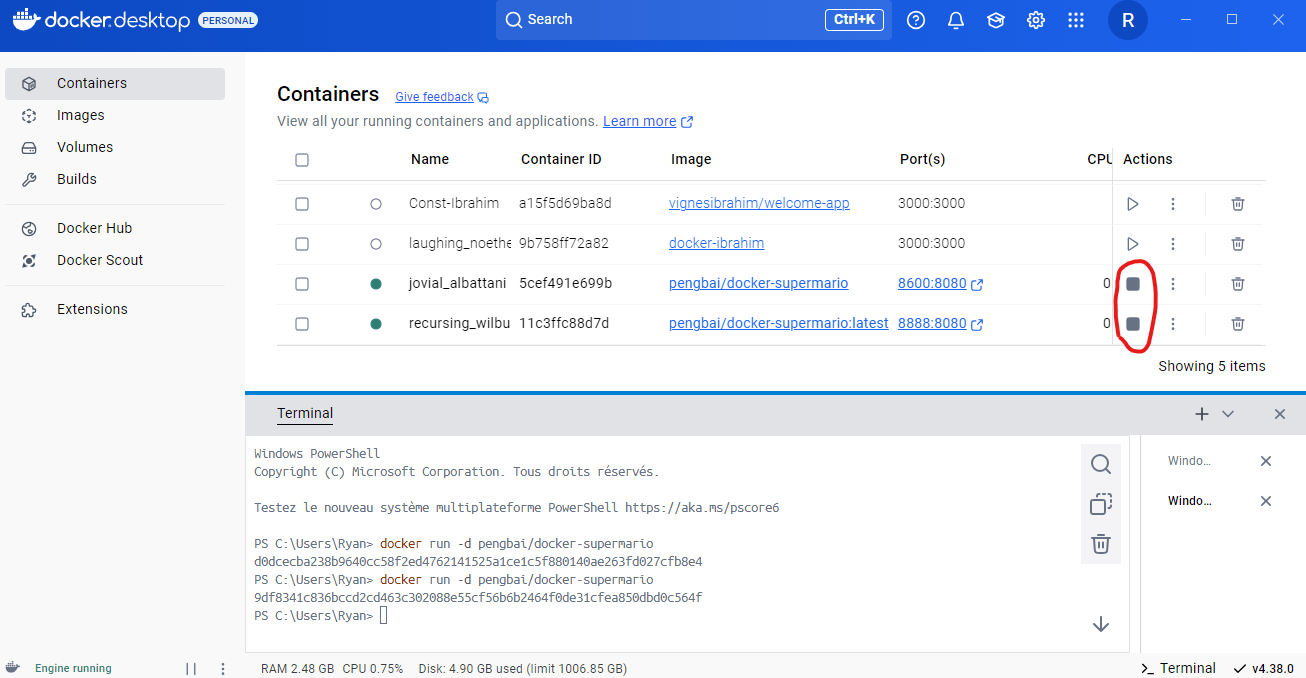 docker.desktop PERSONAL
Search Ctrl+K
R
Containers
Images
Volumes
Builds
Docker Hub
Docker Scout
Extensions
Containers Give feedback
View all your running containers and applications. Learn more
Name Container ID Image Port(s) CPU Actions
Const-Ibrahim a15f5d69ba8d vignesibrahim/welcome-app 3000:3000
laughing_noethe 9b758ff72a82 docker-ibrahim 3000:3000
jovial_albattani 5cef491e699b pengbai/docker-supermario 8600:8080 0
recursing_wilbu 11c3ffc88d7d pengbai/docker-supermario:latest 8888:8080 0
Showing 5 items
Terminal
Windows PowerShell
Copyright (C) Microsoft Corporation. Tous droits réservés.
Testez le nouveau système multiplateforme PowerShell https://aka.ms/pscore6
PS C:\Users\Ryan> docker run -d pengbai/docker-supermario
d0dcecba238b9640cc58f2ed4762141525a1ce1c5f880140ae263fd027cfb8e4
PS C:\Users\Ryan> docker run -d pengbai/docker-supermario
9df8341c836bccd2cd463c302088e55cf56b6b2464f0de31cfea850dbd0c564f
PS C:\Users\Ryan>
Windo...
Windo...
Engine running
RAM 2.48 GB CPU 0.75% Disk: 4.90 GB used (limit 1006.85 GB)
Terminal
v4.38.0